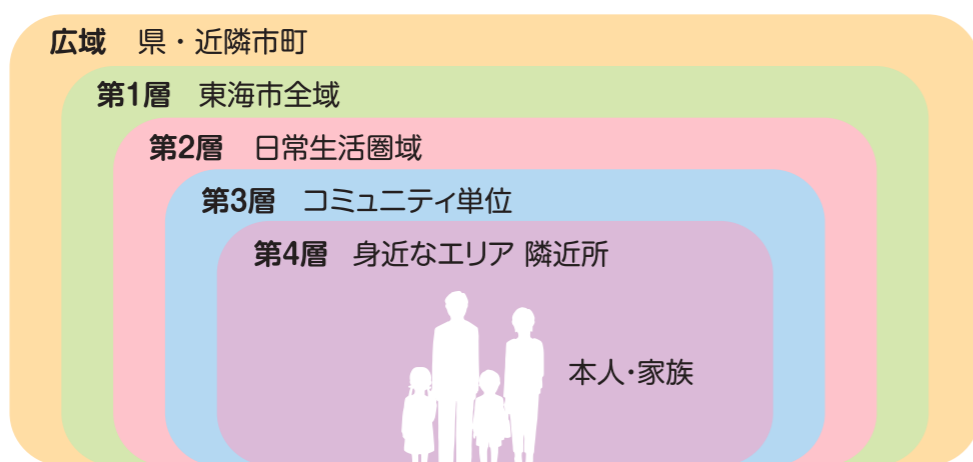 広域 県・近隣市町
第1層 東海市全域
第2層 日常生活圏域
第3層 コミュニティ単位
第4層 身近なエリア 隣近所
本人・家族